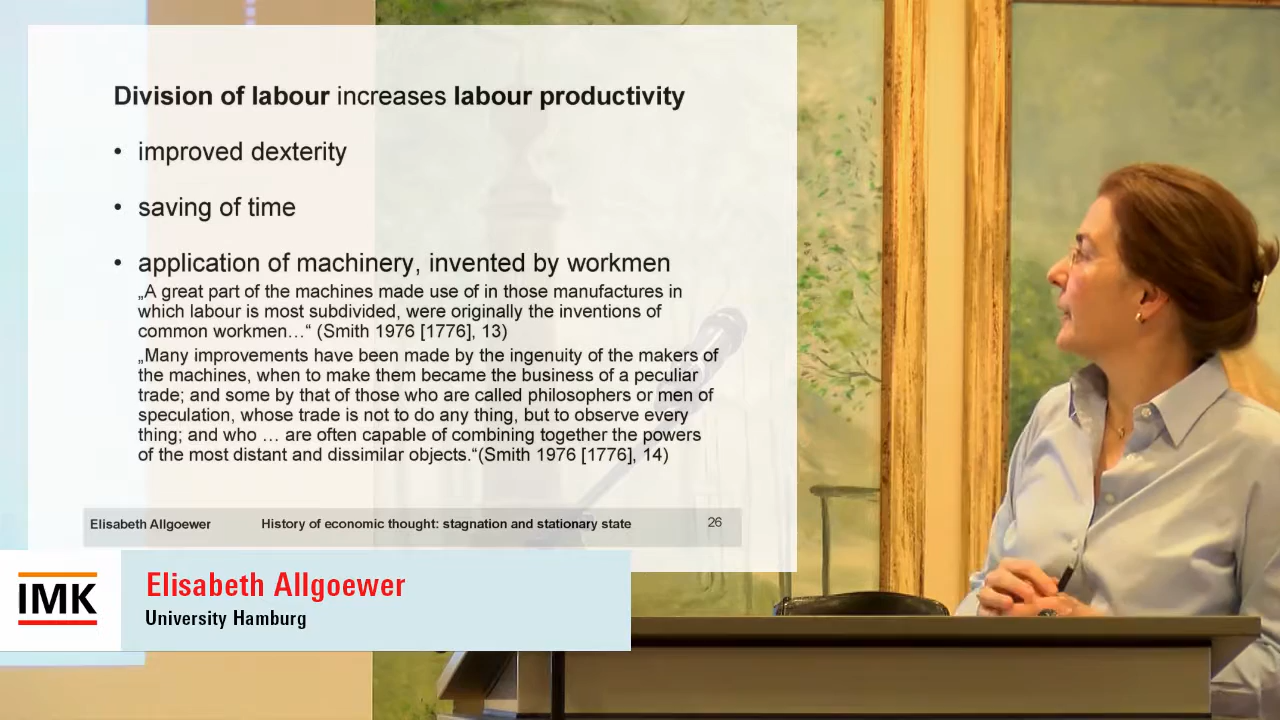 Division of labour increases labour productivity
• improved dexterity
• saving of time
• application of machinery, invented by workmen
„A great part of the machines made use of in those manufactures in
which labour is most subdivided, were originally the inventions of
common workmen…“ (Smith 1976 [1776], 13)
„Many improvements have been made by the ingenuity of the makers of
the machines, when to make them became the business of a peculiar
trade; and some by that of those who are called philosophers or men of
speculation, whose trade is not to do any thing, but to observe every
thing; and who … are often capable of combining together the powers
of the most distant and dissimilar objects.“(Smith 1976 [1776], 14)
Elisabeth Allgoewer History of economic thought: stagnation and stationary state 26
IMK
Elisabeth Allgoewer
University Hamburg